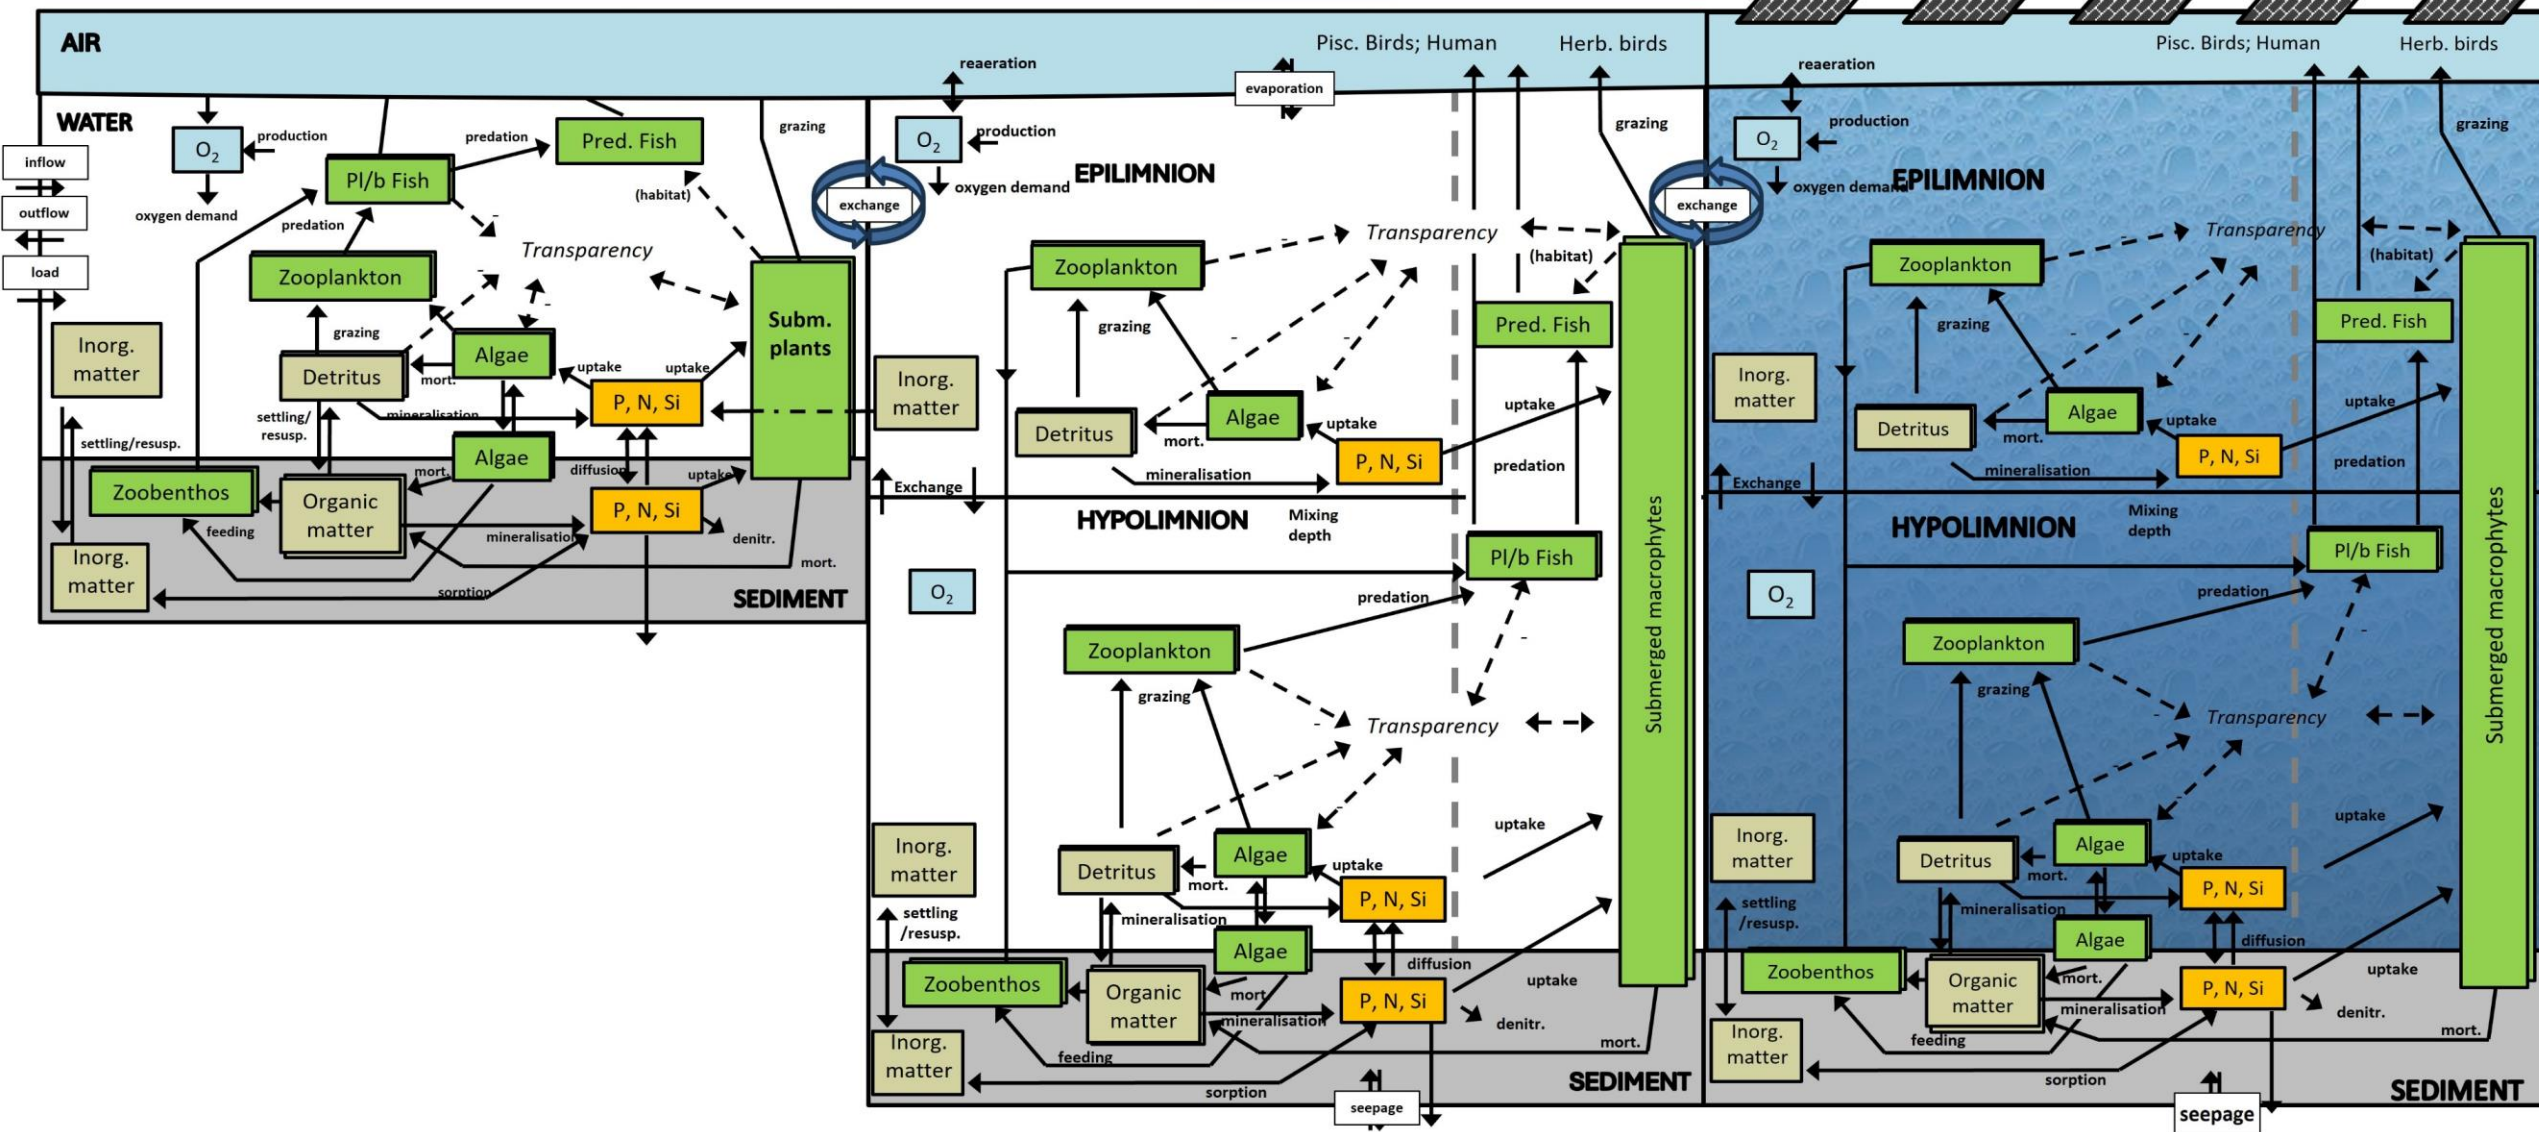 AIR
WATER
inflow
outflow
load
O2
production
oxygen demand
predation
Pl/b Fish
predation
Pred. Fish
grazing
(habitat)
-
Transparency
Zooplankton
-
-
grazing
Inorg.
matter
Detritus
mort.
Algae
uptake
uptake
P, N, Si
Subm.
plants
mineralisation
settling/
resusp.
settling/resusp.
Algae
mort.
diffusion
uptake
Zoobenthos
Organic
matter
P, N, Si
feeding
mineralisation
denitr.
Inorg.
matter
mort.
sorption
SEDIMENT
exchange
reaeration
evaporation
Pisc. Birds; Human
Herb. birds
O2
production
oxygen demand
EPILIMNION
grazing
Transparency
-
(habitat)
Zooplankton
grazing
-
-
Pred. Fish
Inorg.
matter
Detritus
mort.
Algae
uptake
uptake
P, N, Si
predation
mineralisation
Exchange
HYPOLIMNION
Mixing
depth
Pl/b Fish
O2
predation
-
Zooplankton
grazing
-
Transparency
-
-
Submerged macrophytes
Inorg.
matter
Detritus
mort.
Algae
uptake
uptake
P, N, Si
mineralisation
settling
/resusp.
Algae
diffusion
Zoobenthos
Organic
matter
mort.
P, N, Si
uptake
mineralisation
denitr.
Inorg.
matter
feeding
mort.
sorption
SEDIMENT
seepage
exchange
reaeration
Pisc. Birds; Human
Herb. birds
O2
production
oxygen demand
EPILIMNION
grazing
Transparency
-
(habitat)
Zooplankton
grazing
-
-
Pred. Fish
Inorg.
matter
Detritus
mort.
Algae
uptake
uptake
P, N, Si
predation
mineralisation
Exchange
HYPOLIMNION
Mixing
depth
Pl/b Fish
O2
predation
-
Zooplankton
grazing
-
Transparency
-
-
Submerged macrophytes
Inorg.
matter
Detritus
mort.
Algae
uptake
uptake
P, N, Si
mineralisation
settling
/resusp.
Algae
diffusion
Zoobenthos
Organic
matter
mort.
P, N, Si
uptake
mineralisation
denitr.
Inorg.
matter
feeding
mort.
sorption
SEDIMENT
seepage